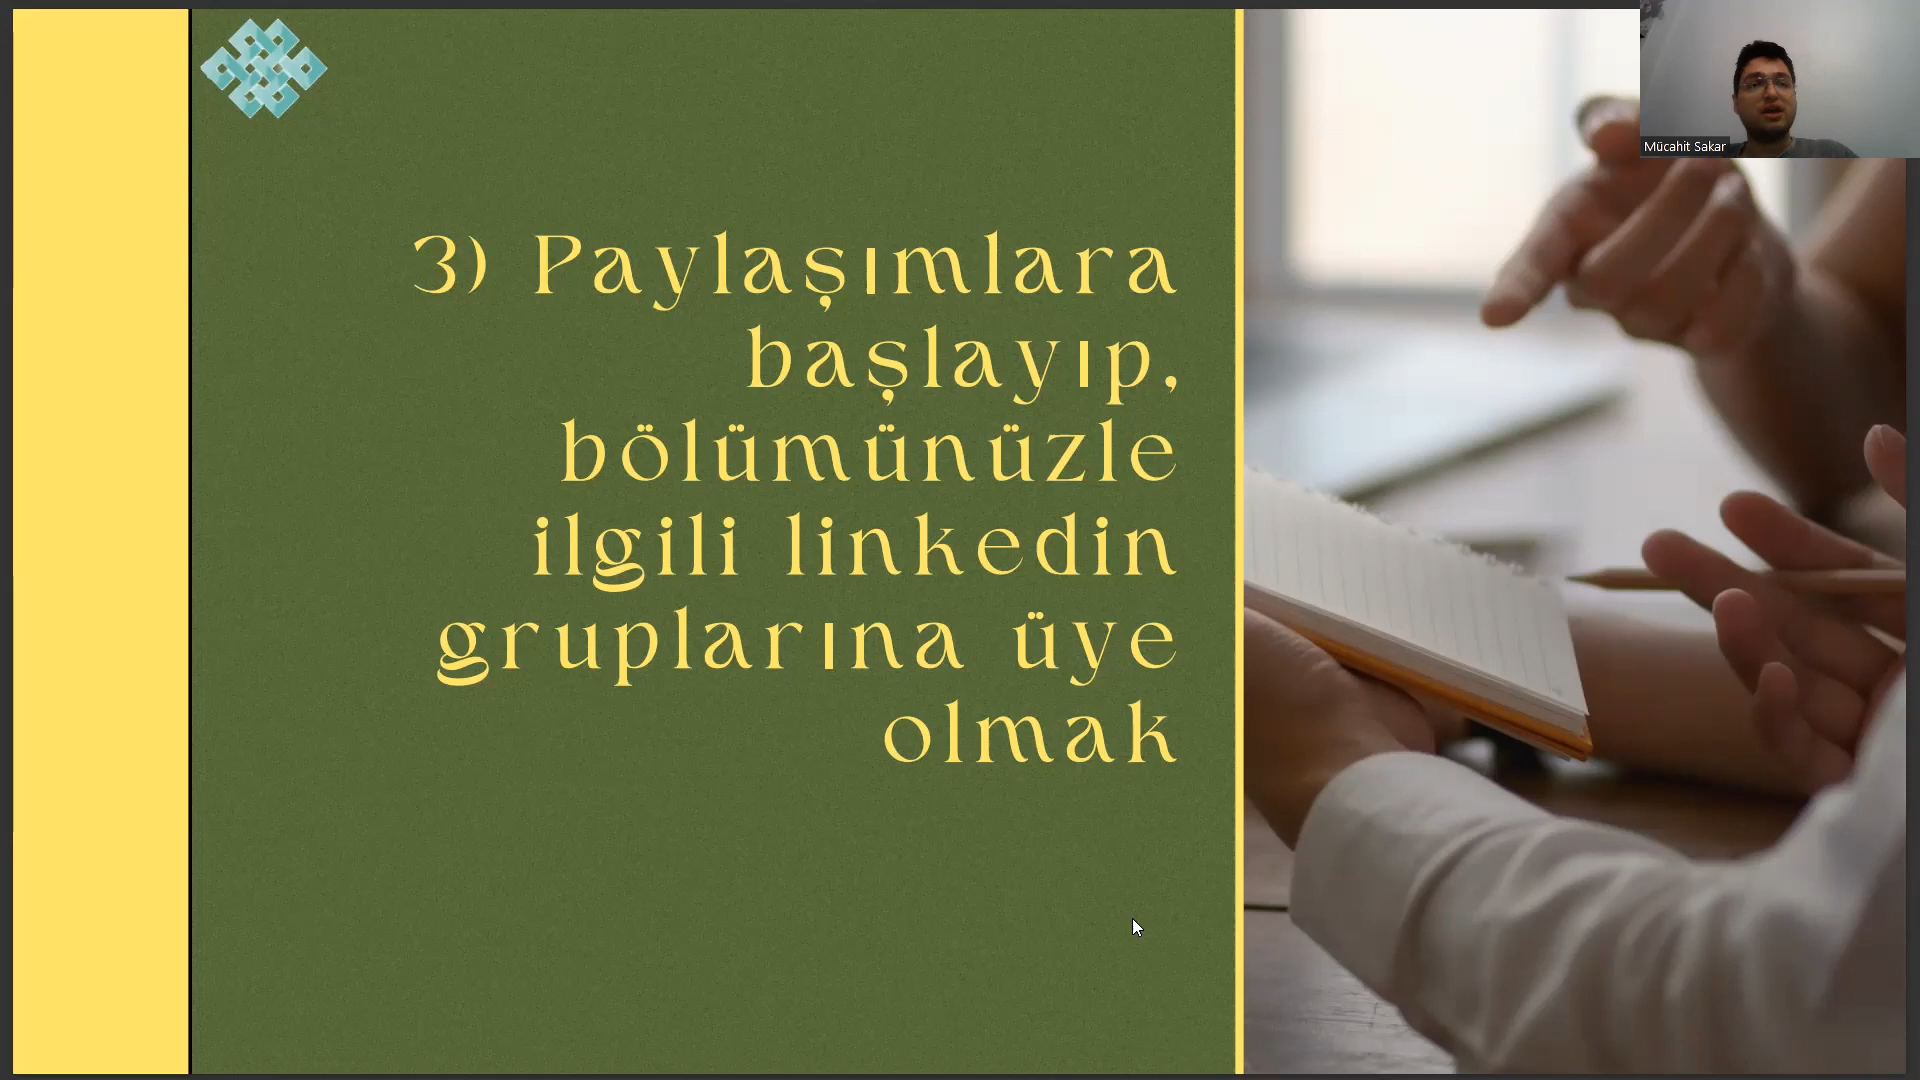 Mücahit Sakar
3) Paylaşımlara
başlayıp,
bölümünüzle
ilgili linkedin
gruplarına üye
olmak